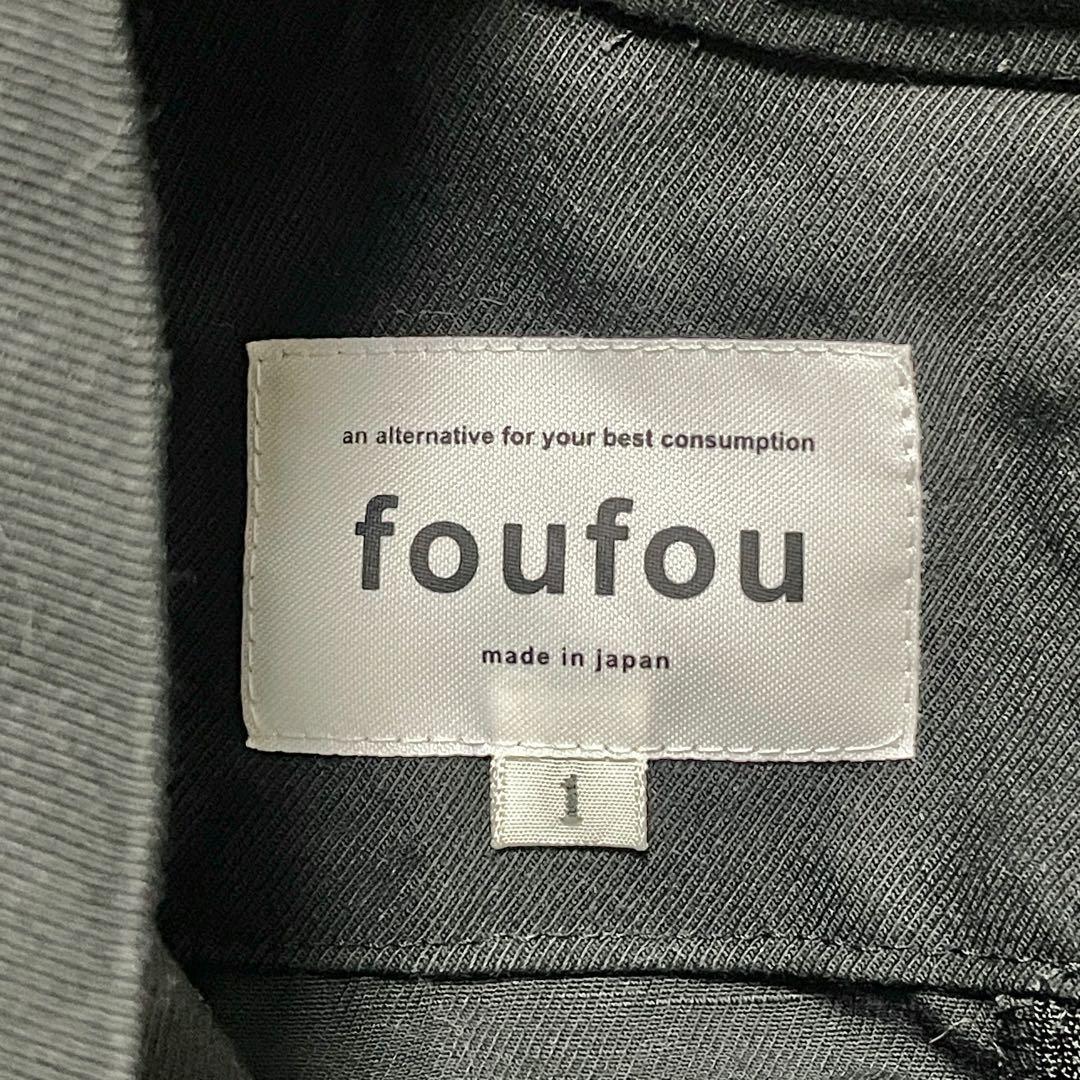 an alternative for your best consumption
foufou
made in japan
1